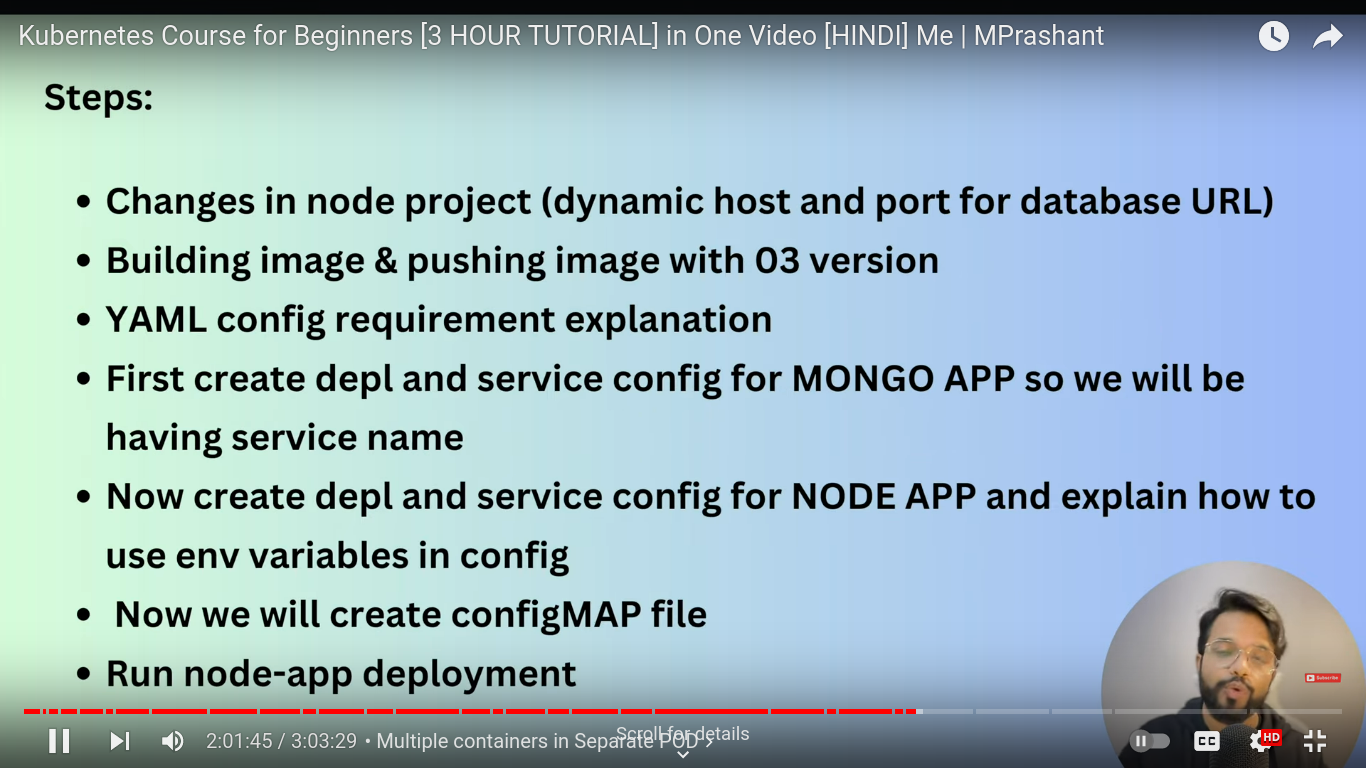 Kubernetes Course for Beginners [3 HOUR TUTORIAL] in One Video [HINDI] Me | MPrashant
Steps:
• Changes in node project (dynamic host and port for database URL)
• Building image & pushing image with 03 version
• YAML config requirement explanation
• First create depl and service config for MONGO APP so we will be
having service name
• Now create depl and service config for NODE APP and explain how to
use env variables in config
• Now we will create configMAP file
• Run node-app deployment
Subscribe
Scroll for details
2:01:45 / 3:03:29 • Multiple containers in Separate POD ›
CC
HD